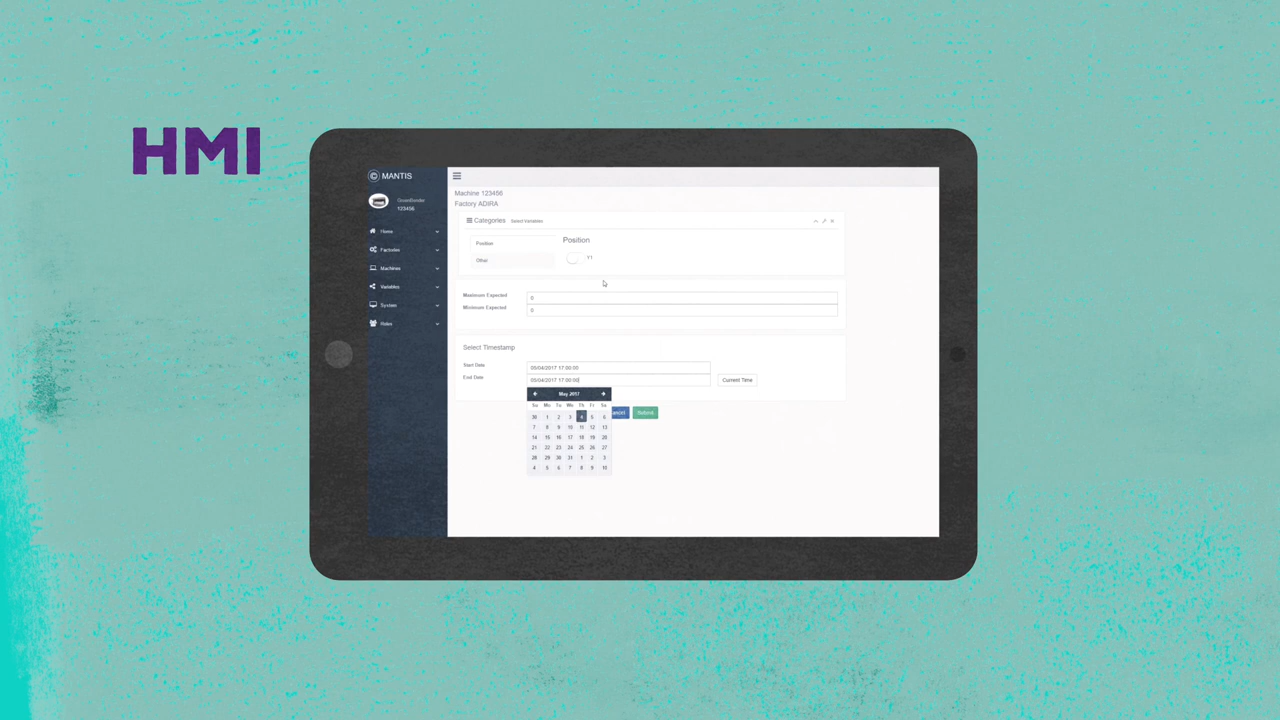 HMI
© MANTIS
GreenBender
123456
Home
Factories
Machines
Variables
System
Roles
Machine 123456
Factory ADIRA
Categories Select Variables
Position
Other
Position
Y1
Maximum Expected 0
Minimum Expected 0
Select Timestamp
Start Date 05/04/2017 17:00:00
End Date 05/04/2017 17:00:00
Current Time
May 2017
Su Mo Tu We Th Fr Sa
30 1 2 3 4 5 6
7 8 9 10 11 12 13
14 15 16 17 18 19 20
21 22 23 24 25 26 27
28 29 30 31 1 2 3
4 5 6 7 8 9 10
Submit